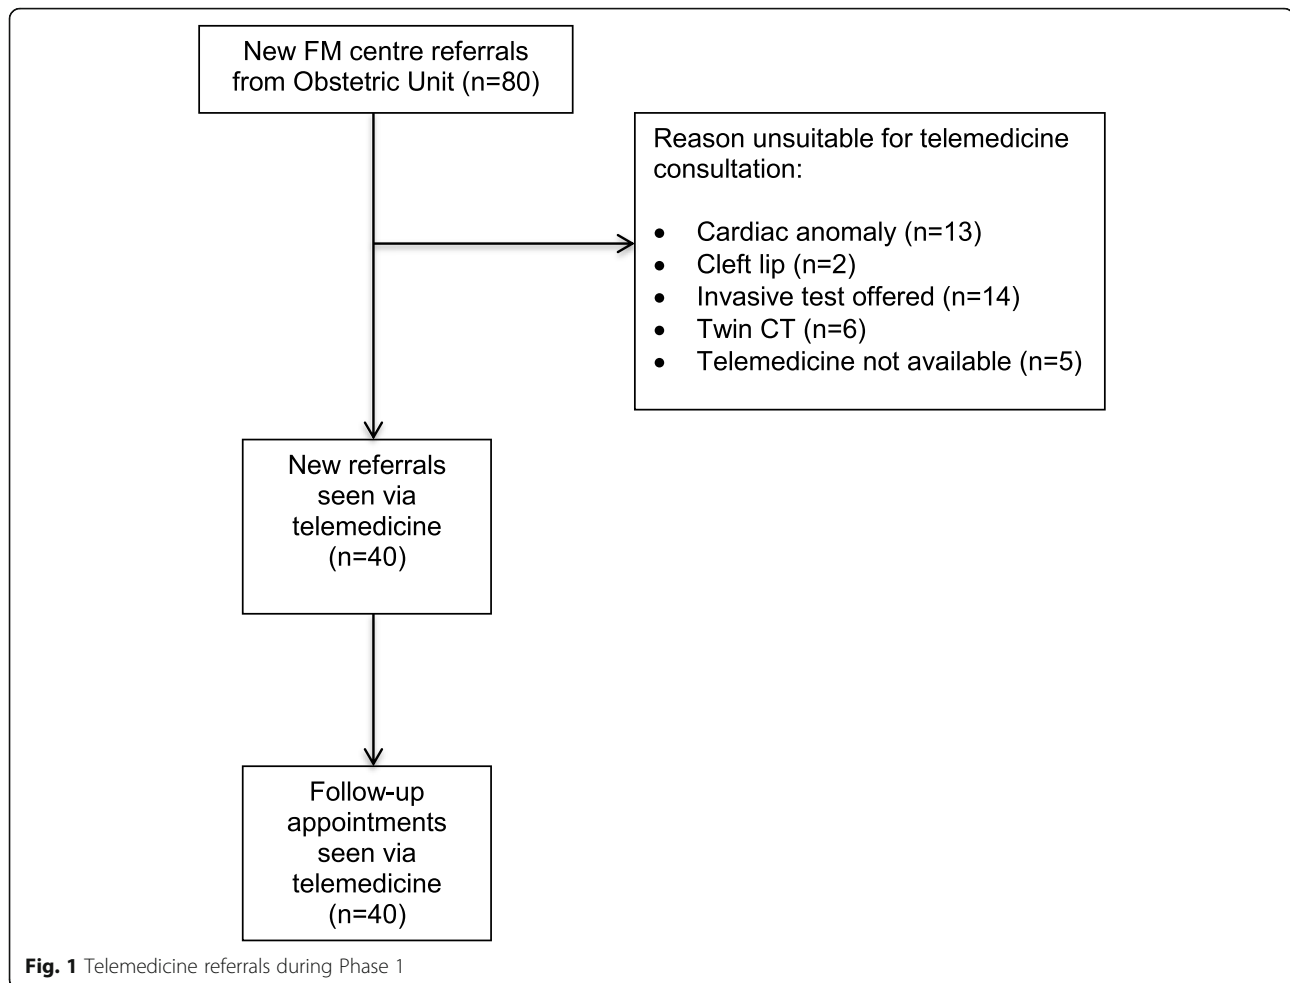 New FM centre referrals
from Obstetric Unit (n=80)
Reason unsuitable for telemedicine
consultation:
• Cardiac anomaly (n=13)
• Cleft lip (n=2)
• Invasive test offered (n=14)
• Twin CT (n=6)
• Telemedicine not available (n=5)
New referrals
seen via
telemedicine
(n=40)
Follow-up
appointments
seen via
telemedicine
(n=40)
Fig. 1 Telemedicine referrals during Phase 1